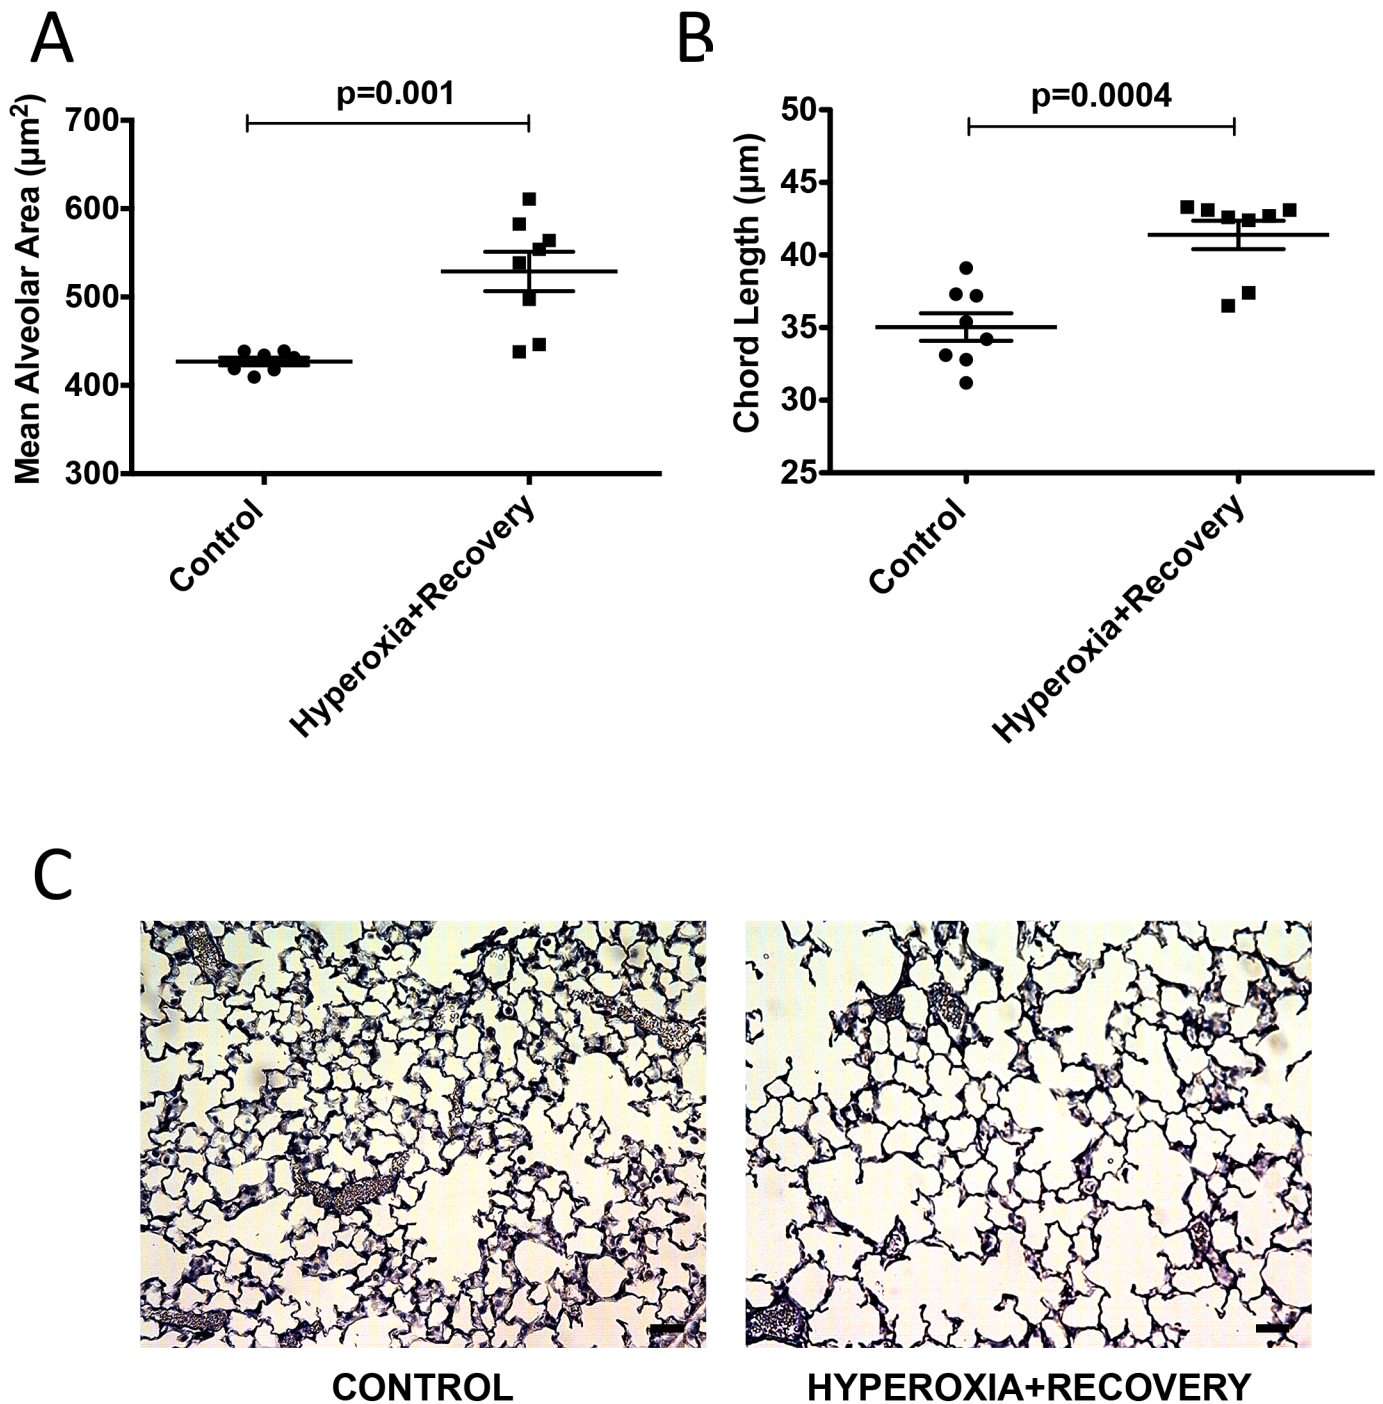 A
B
p=0.001
p=0.0004
Mean Alveolar Area (µm²)
700
600
500
400
300
Control
Hyperoxia+Recovery
Chord Length (µm)
50
45
40
35
30
25
Control
Hyperoxia+Recovery
C
CONTROL
HYPEROXIA+RECOVERY